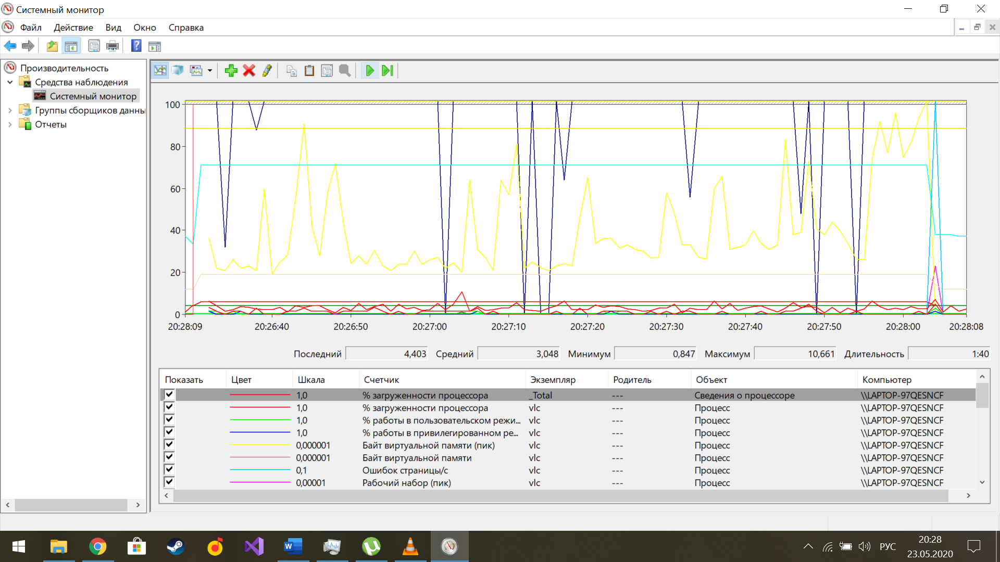 Системный монитор
Файл Действие Вид Окно Справка
Производительность
Средства наблюдения
Системный монитор
Группы сборщиков данны
Отчеты
100
80
60
40
20
0
20:28:09 20:26:40 20:26:50 20:27:00 20:27:10 20:27:20 20:27:30 20:27:40 20:27:50 20:28:00 20:28:08
Последний 4,403 Средний 3,048 Минимум 0,847 Максимум 10,661 Длительность 1:40
Показать Цвет Шкала Счетчик Экземпляр Родитель Объект Компьютер
1,0 % загруженности процессора _Total --- Сведения о процессоре \\LAPTOP-97QESNCF
1,0 % загруженности процессора vlc --- Процесс \\LAPTOP-97QESNCF
1,0 % работы в пользовательском режи... vlc --- Процесс \\LAPTOP-97QESNCF
1,0 % работы в привилегированном ре... vlc --- Процесс \\LAPTOP-97QESNCF
0,000001 Байт виртуальной памяти (пик) vlc --- Процесс \\LAPTOP-97QESNCF
0,000001 Байт виртуальной памяти vlc --- Процесс \\LAPTOP-97QESNCF
0,1 Ошибок страницы/с vlc --- Процесс \\LAPTOP-97QESNCF
0,00001 Рабочий набор (пик) vlc --- Процесс \\LAPTOP-97QESNCF
РУС
20:28
23.05.2020